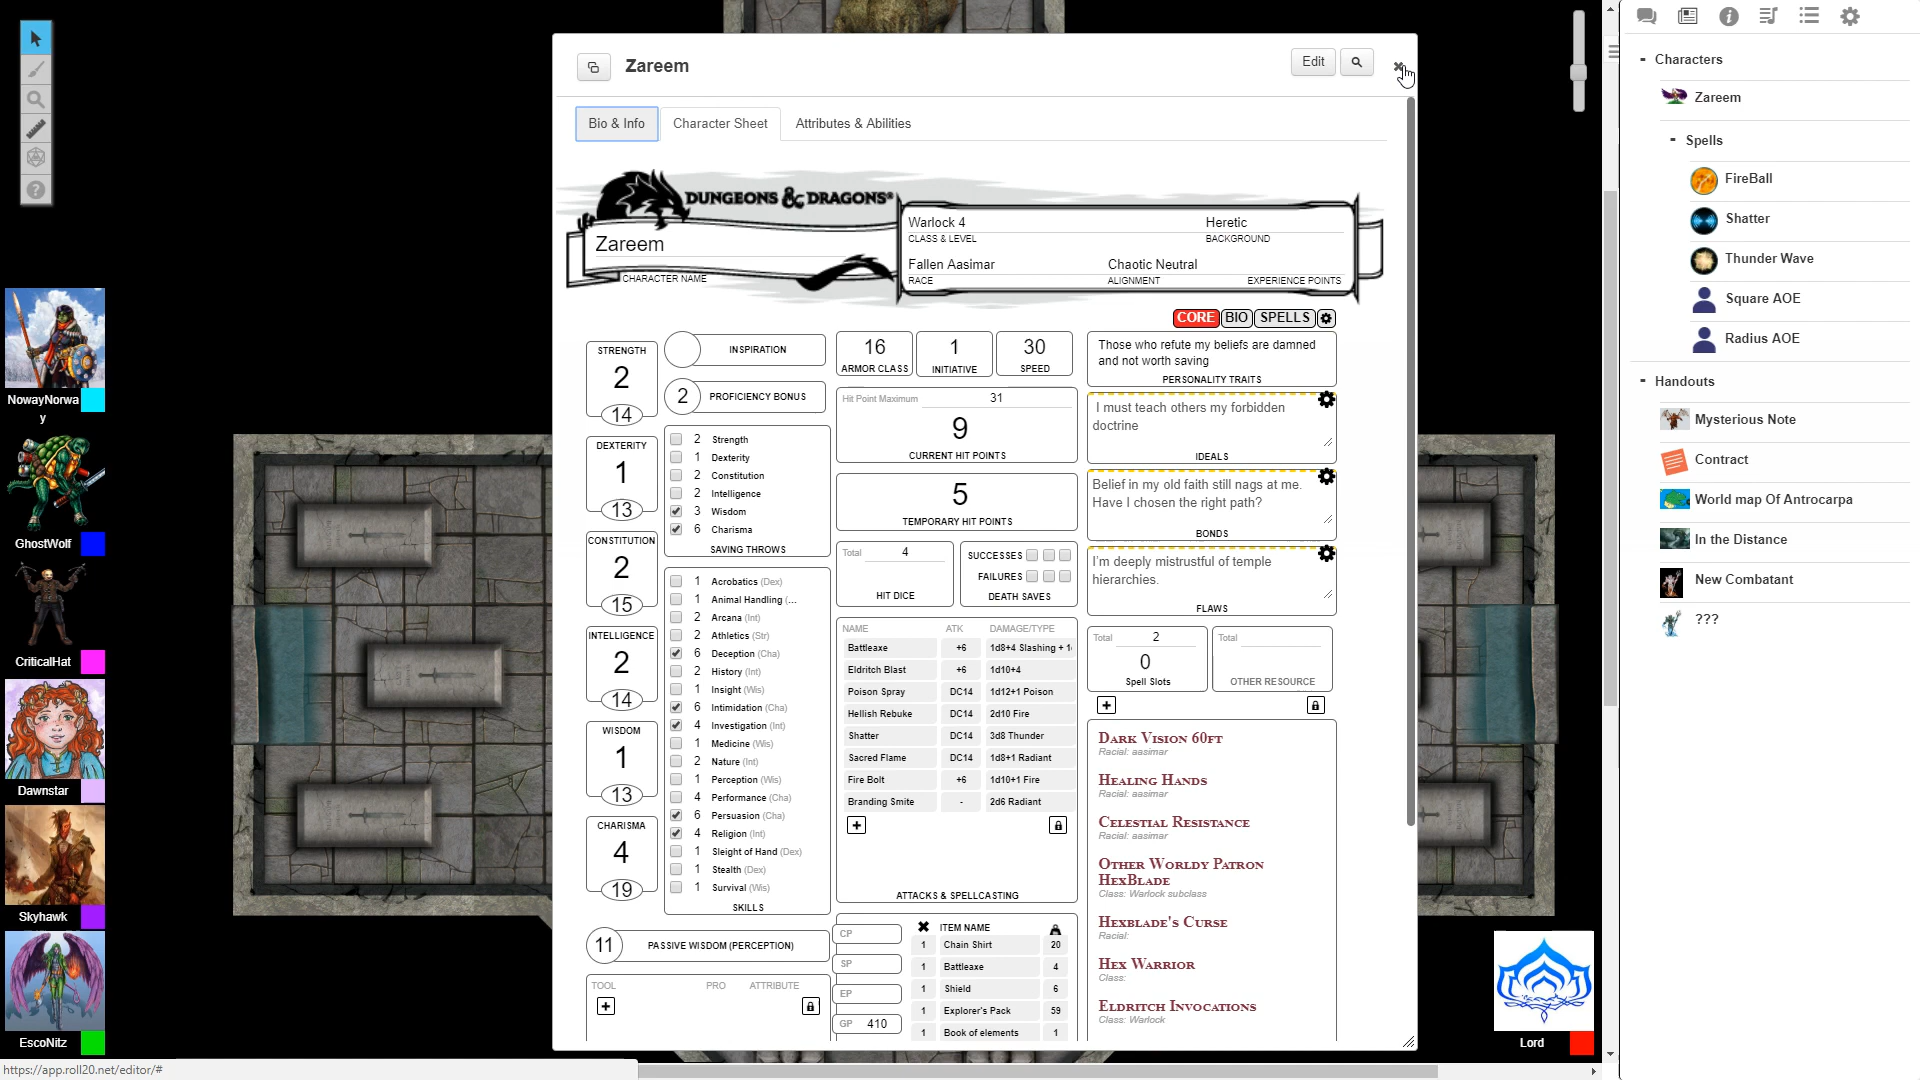 Zareem
Edit
Bio & Info
Character Sheet
Attributes & Abilities
DUNGEONS & DRAGONS®
Zareem
CHARACTER NAME
Warlock 4
CLASS & LEVEL
Heretic
BACKGROUND
Fallen Aasimar
RACE
Chaotic Neutral
ALIGNMENT
EXPERIENCE POINTS
CORE BIO SPELLS
STRENGTH
2
14
DEXTERITY
1
13
CONSTITUTION
2
15
INTELLIGENCE
2
14
WISDOM
1
13
CHARISMA
4
19
INSPIRATION
2 PROFICIENCY BONUS
2 Strength
1 Dexterity
2 Constitution
2 Intelligence
3 Wisdom
6 Charisma
SAVING THROWS
1 Acrobatics (Dex)
1 Animal Handling (...
2 Arcana (Int)
2 Athletics (Str)
6 Deception (Cha)
2 History (Int)
1 Insight (Wis)
6 Intimidation (Cha)
4 Investigation (Int)
1 Medicine (Wis)
2 Nature (Int)
1 Perception (Wis)
4 Performance (Cha)
6 Persuasion (Cha)
4 Religion (Int)
1 Sleight of Hand (Dex)
1 Stealth (Dex)
1 Survival (Wis)
SKILLS
11 PASSIVE WISDOM (PERCEPTION)
TOOL PRO ATTRIBUTE
16
ARMOR CLASS
1
INITIATIVE
30
SPEED
Hit Point Maximum 31
9
CURRENT HIT POINTS
5
TEMPORARY HIT POINTS
Total 4
HIT DICE
SUCCESSES
FAILURES
DEATH SAVES
NAME ATK DAMAGE/TYPE
Battleaxe +6 1d8+4 Slashing + 1
Eldritch Blast +6 1d10+4
Poison Spray DC14 1d12+1 Poison
Hellish Rebuke DC14 2d10 Fire
Shatter DC14 3d8 Thunder
Sacred Flame DC14 1d8+1 Radiant
Fire Bolt +6 1d10+1 Fire
Branding Smite - 2d6 Radiant
ATTACKS & SPELLCASTING
CP
SP
EP
GP 410
ITEM NAME
1 Chain Shirt 20
1 Battleaxe 4
1 Shield 6
1 Explorer's Pack 59
1 Book of elements 1
Those who refute my beliefs are damned
and not worth saving
PERSONALITY TRAITS
I must teach others my forbidden
doctrine
IDEALS
Belief in my old faith still nags at me.
Have I chosen the right path?
BONDS
I'm deeply mistrustful of temple
hierarchies.
FLAWS
Total 2
0
Spell Slots
Total
OTHER RESOURCE
DARK VISION 60FT
Racial: aasimar
HEALING HANDS
Racial: aasimar
CELESTIAL RESISTANCE
Racial: aasimar
OTHER WORLDY PATRON
HEXBLADE
Class: Warlock subclass
HEXBLADE'S CURSE
Racial:
HEX WARRIOR
Class:
ELDRITCH INVOCATIONS
Class: Warlock
NowayNorwa
y
GhostWolf
CriticalHat
Dawnstar
Skyhawk
EscoNitz
Lord
https://app.roll20.net/editor/#
Characters
Zareem
Spells
FireBall
Shatter
Thunder Wave
Square AOE
Radius AOE
Handouts
Mysterious Note
Contract
World map Of Antrocarpa
In the Distance
New Combatant
???